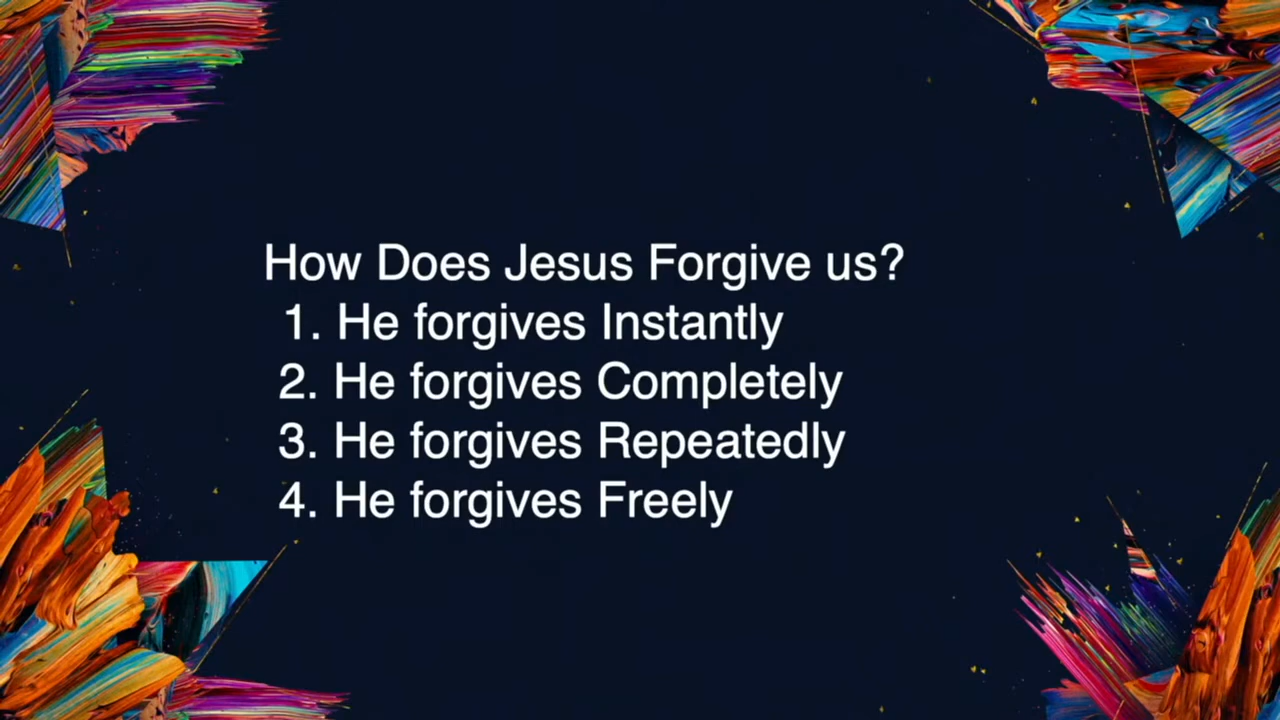 How Does Jesus Forgive us?
1. He forgives Instantly
2. He forgives Completely
3. He forgives Repeatedly
4. He forgives Freely